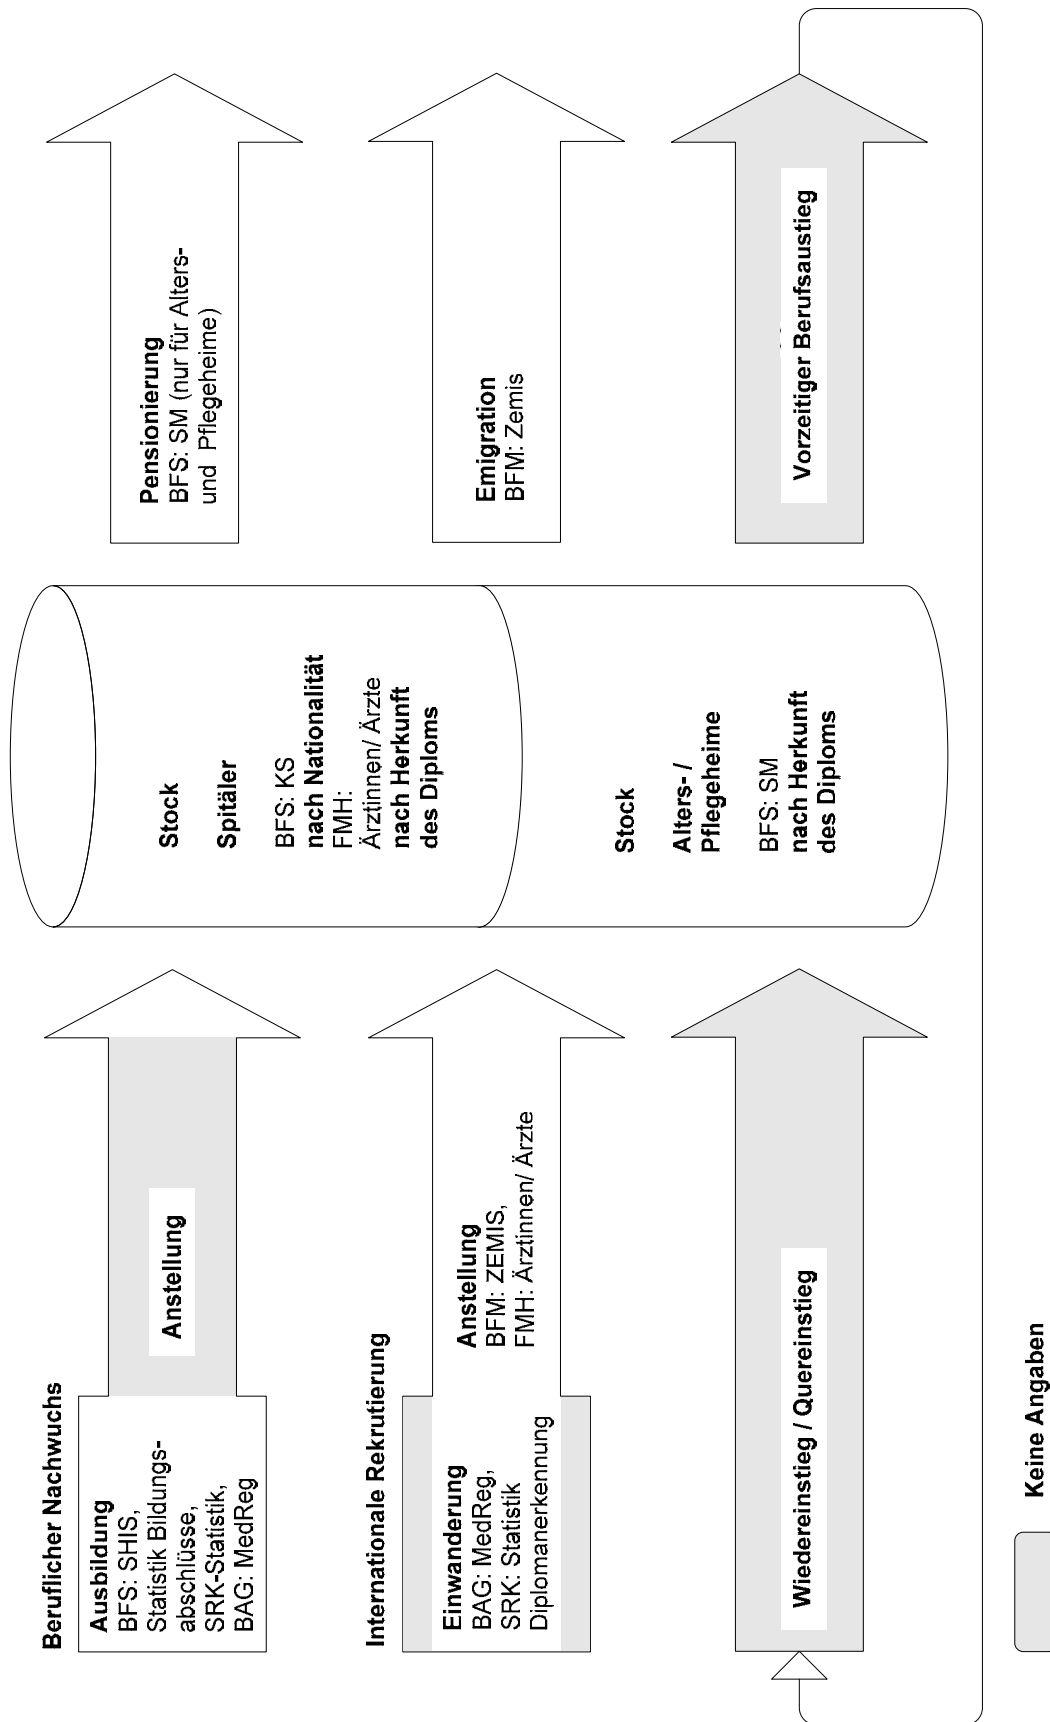 Beruflicher Nachwuchs
Ausbildung
BFS: SHIS,
Statistik Bildungs-
abschlüsse,
SRK-Statistik,
BAG: MedReg
Anstellung
Internationale Rekrutierung
Einwanderung
BAG: MedReg,
SRK: Statistik
Diplomanerkennung
Anstellung
BFM: ZEMIS,
FMH: Ärztinnen/ Ärzte
Wiedereinstieg / Quereinstieg
Stock
Spitäler
BFS: KS
nach Nationalität
FMH:
Ärztinnen/ Ärzte
nach Herkunft
des Diploms
Stock
Alters- /
Pflegeheime
BFS: SM
nach Herkunft
des Diploms
Pensionierung
BFS: SM (nur für Alters-
und Pflegeheime)
Emigration
BFM: Zemis
Vorzeitiger Berufsaustieg
Keine Angaben